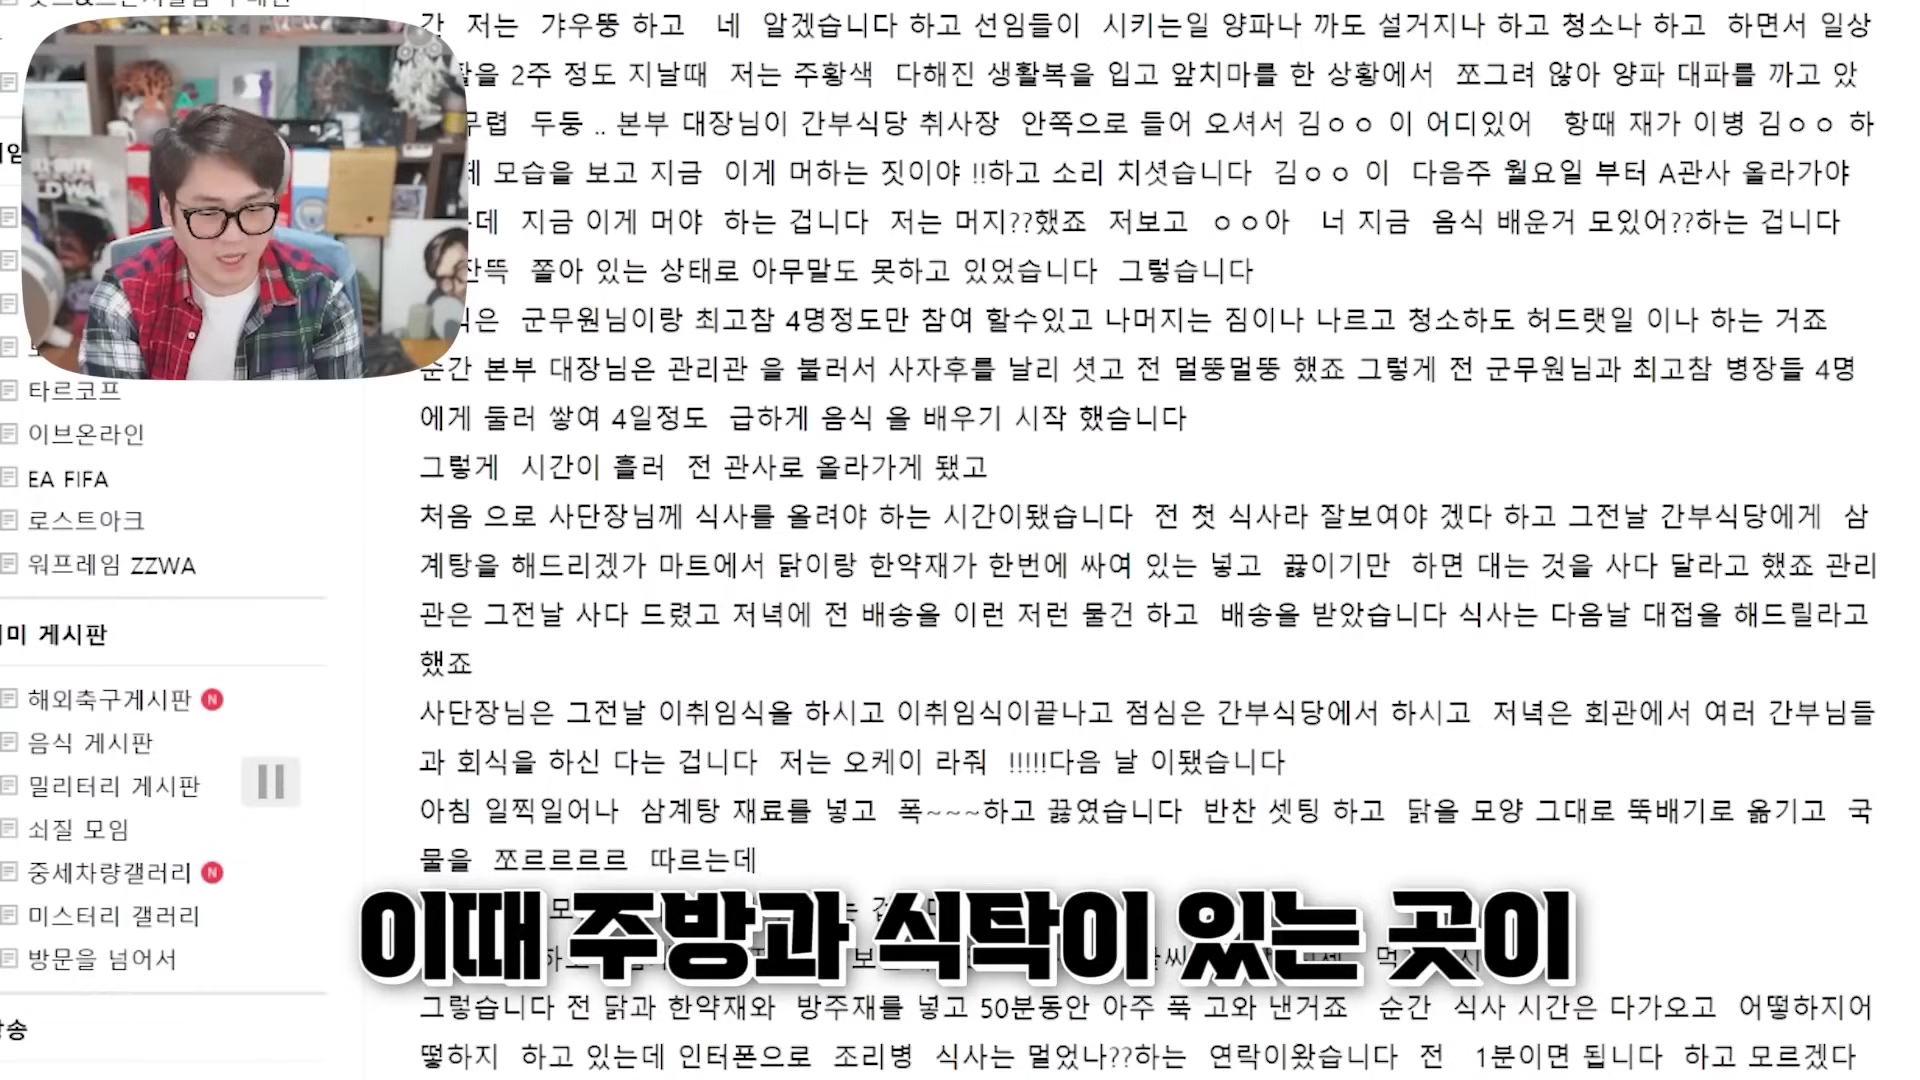 간 저는 갸우뚱 하고 네 알겠습니다 하고 선임들이 시키는일 양파나 까도 설거지나 하고 청소나 하고 하면서 일상
활을 2주 정도 지날때 저는 주황색 다해진 생활복을 입고 앞치마를 한 상황에서 쪼그려 않아 양파 대파를 까고 있
무렵 두둥 .. 본부 대장님이 간부식당 취사장 안쪽으로 들어 오셔서 김ㅇㅇ 이 어디있어 항때 재가 이병 김ㅇㅇ 하
제 모습을 보고 지금 이게 머하는 짓이야 !!하고 소리 치셧습니다 김ㅇㅇ 이 다음주 월요일 부터 A관사 올라가야
데 지금 이게 머야 하는 겁니다 저는 머지??했죠 저보고 ㅇㅇ아 너 지금 음식 배운거 모있어??하는 겁니다
잔뜩 쫄아 있는 상태로 아무말도 못하고 있었습니다 그렇습니다
은 군무원님이랑 최고참 4명정도만 참여 할수있고 나머지는 짐이나 나르고 청소하도 허드랫일 이나 하는 거죠
순간 본부 대장님은 관리관 을 불러서 사자후를 날리 셧고 전 멀뚱멀뚱 했죠 그렇게 전 군무원님과 최고참 병장들 4명
에게 둘러 쌓여 4일정도 급하게 음식 을 배우기 시작 했습니다
그렇게 시간이 흘러 전 관사로 올라가게 됐고
처음 으로 사단장님께 식사를 올려야 하는 시간이됐습니다 전 첫 식사라 잘보여야 겠다 하고 그전날 간부식당에게 삼
계탕을 해드리겠가 마트에서 닭이랑 한약재가 한번에 싸여 있는 넣고 끓이기만 하면 대는 것을 사다 달라고 했죠 관리
관은 그전날 사다 드렸고 저녁에 전 배송을 이런 저런 물건 하고 배송을 받았습니다 식사는 다음날 대접을 해드릴라고
했죠
사단장님은 그전날 이취임식을 하시고 이취임식이끝나고 점심은 간부식당에서 하시고 저녁은 회관에서 여러 간부님들
과 회식을 하신 다는 겁니다 저는 오케이 라줘 !!!!!다음 날 이됐습니다
아침 일찍일어나 삼계탕 재료를 넣고 폭~~~하고 끓였습니다 반찬 셋팅 하고 닭을 모양 그대로 뚝배기로 옮기고 국
물을 쪼르르르르 따르는데
그렇습니다 전 닭과 한약재와 방주재를 넣고 50분동안 아주 푹 고와 낸거죠 순간 식사 시간은 다가오고 어떻하지어
떻하지 하고 있는데 인터폰으로 조리병 식사는 멀었나??하는 연락이왔습니다 전 1분이면 됩니다 하고 모르겠다
타르코프
이브온라인
EA FIFA
로스트아크
워프레임 ZZWA
미 게시판
해외축구게시판 N
음식 게시판
밀리터리 게시판
쇠질 모임
중세차량갤러리 N
미스터리 갤러리
방문을 넘어서
이때 주방과 식탁이 있는 곳이